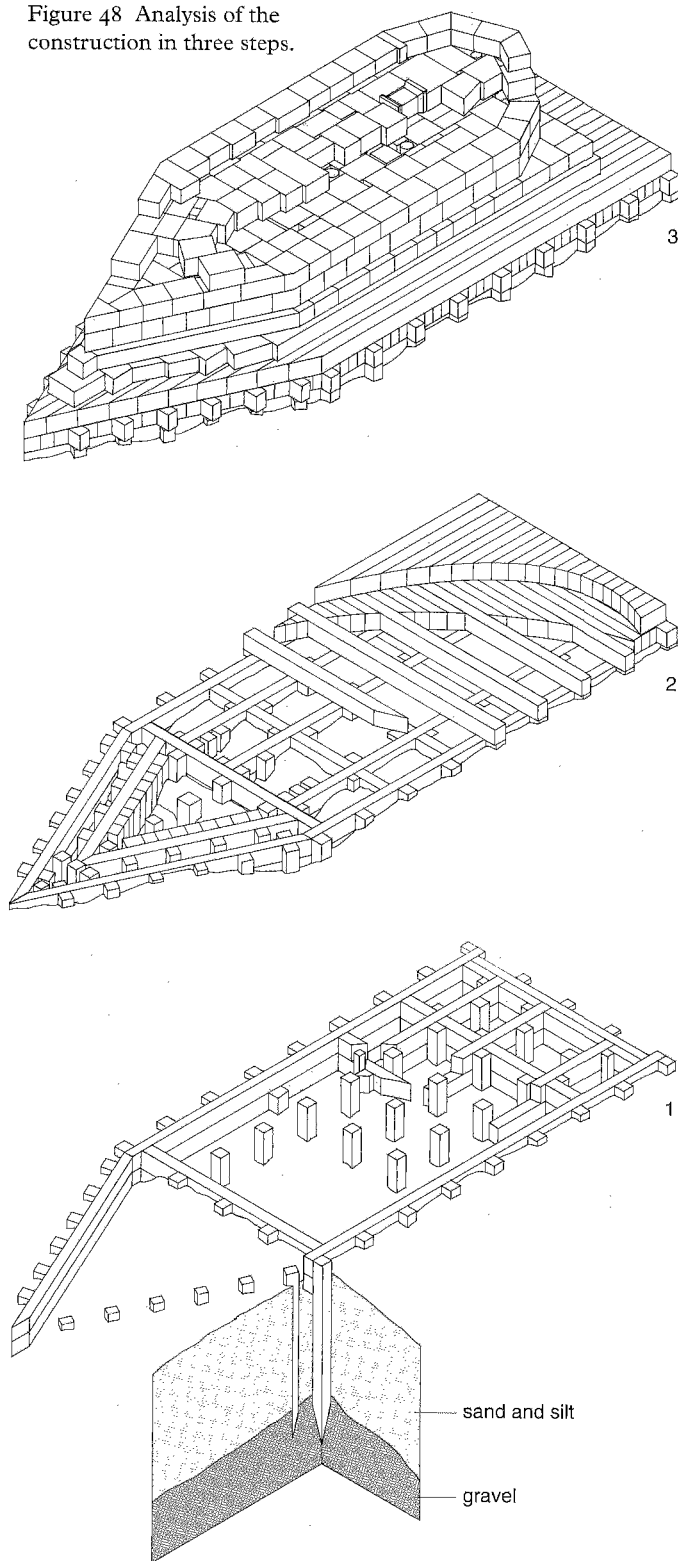 Figure 48 Analysis of the
construction in three steps.
3
2
1
sand and silt
gravel